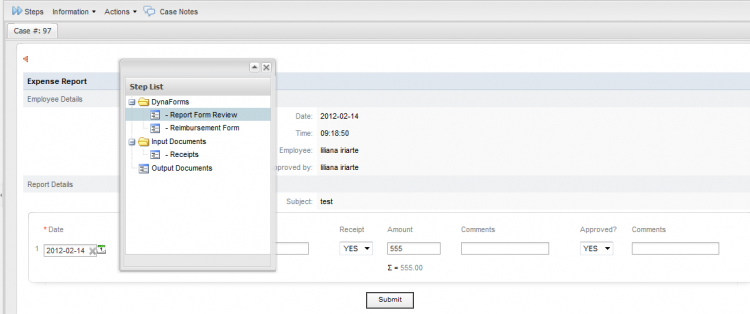 Steps Information Actions Case Notes
Case #: 97
Expense Report
Employee Details
Step List
DynaForms
- Report Form Review
- Reimbursement Form
Input Documents
- Receipts
Output Documents
Date: 2012-02-14
Time: 09:18:50
Employee: liliana iriarte
proved by: liliana iriarte
Report Details
Subject: test
* Date Receipt Amount Comments Approved? Comments
1 2012-02-14 YES 555 YES
Σ = 555.00
Submit